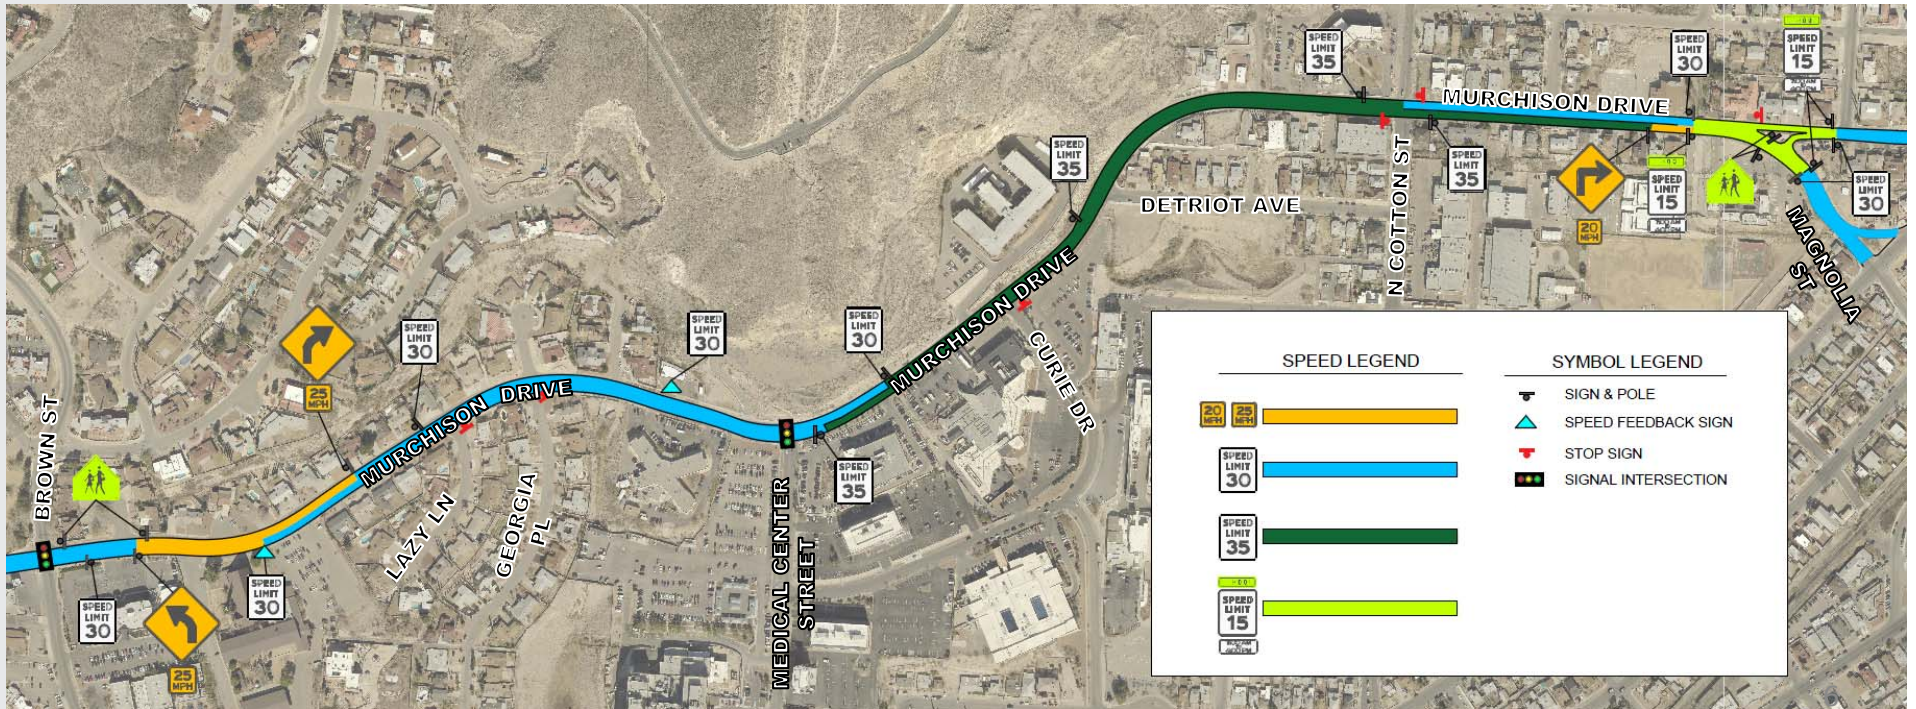 SPEED
LIMIT
35
SPEED
LIMIT
30
SPEED
LIMIT
15
MURCHISON DRIVE
SPEED
LIMIT
35
N COTTON ST
SPEED
LIMIT
35
20
MPH
SPEED
LIMIT
15
SPEED
LIMIT
30
DETRIOT AVE
MAGNOLIA
ST
MURCHISON DRIVE
CURIE DR
SPEED
LIMIT
30
SPEED
LIMIT
30
SPEED
LIMIT
30
25
MPH
MURCHISON DRIVE
BROWN ST
LAZY LN
GEORGIA
PL
MEDICAL CENTER
STREET
SPEED
LIMIT
35
SPEED
LIMIT
30
SPEED
LIMIT
30
25
MPH
SPEED LEGEND
20
MPH
25
MPH
SPEED
LIMIT
30
SPEED
LIMIT
35
SPEED
LIMIT
15
SYMBOL LEGEND
SIGN & POLE
SPEED FEEDBACK SIGN
STOP SIGN
SIGNAL INTERSECTION